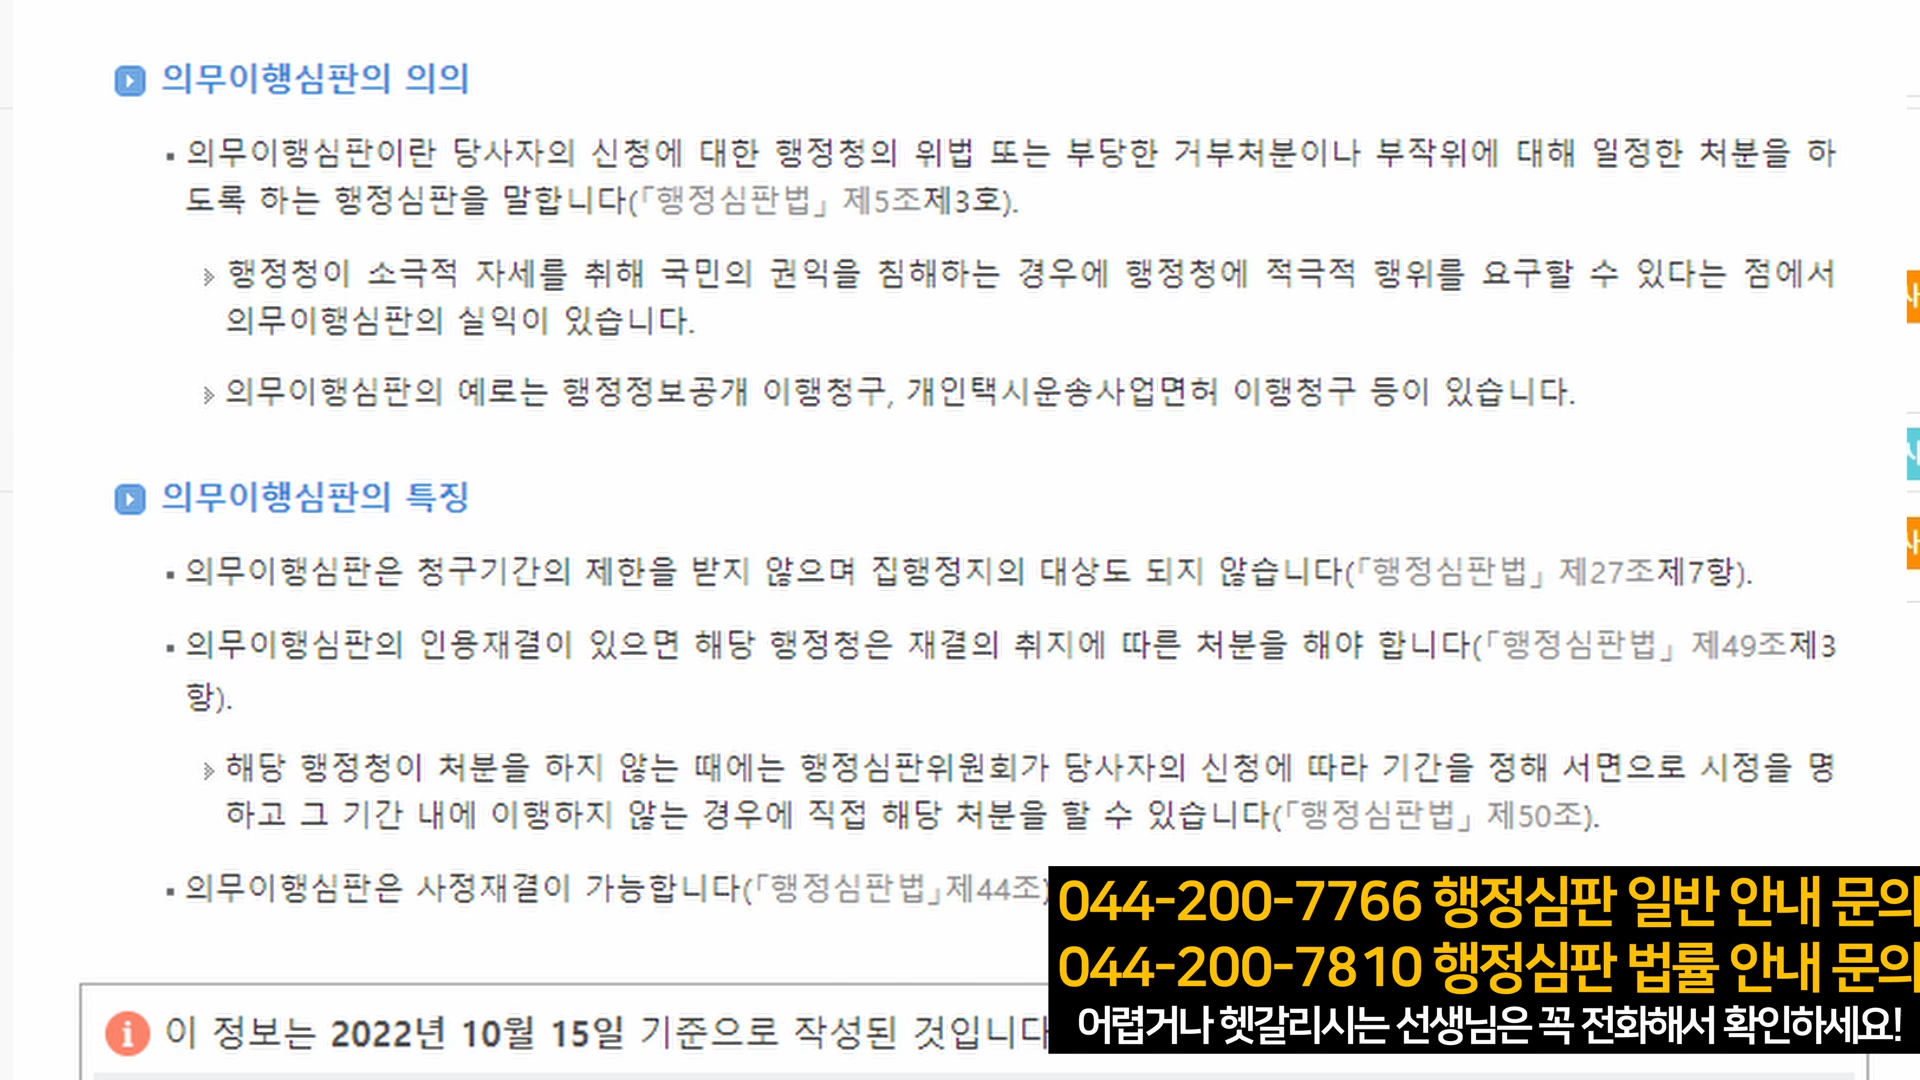 의무이행심판의 의의
▪ 의무이행심판이란 당사자의 신청에 대한 행정청의 위법 또는 부당한 거부처분이나 부작위에 대해 일정한 처분을 하
도록 하는 행정심판을 말합니다(「행정심판법」 제5조제3호).
행정청이 소극적 자세를 취해 국민의 권익을 침해하는 경우에 행정청에 적극적 행위를 요구할 수 있다는 점에서
의무이행심판의 실익이 있습니다.
의무이행심판의 예로는 행정정보공개 이행청구, 개인택시운송사업면허 이행청구 등이 있습니다.
의무이행심판의 특징
▪ 의무이행심판은 청구기간의 제한을 받지 않으며 집행정지의 대상도 되지 않습니다(「행정심판법」 제27조제7항).
▪ 의무이행심판의 인용재결이 있으면 해당 행정청은 재결의 취지에 따른 처분을 해야 합니다(「행정심판법」 제49조제3
항).
해당 행정청이 처분을 하지 않는 때에는 행정심판위원회가 당사자의 신청에 따라 기간을 정해 서면으로 시정을 명
하고 그 기간 내에 이행하지 않는 경우에 직접 해당 처분을 할 수 있습니다(「행정심판법」 제50조).
▪ 의무이행심판은 사정재결이 가능합니다(「행정심판법」제44조)
이 정보는 2022년 10월 15일 기준으로 작성된 것입니다
044-200-7766 행정심판 일반 안내 문의
044-200-7810 행정심판 법률 안내 문의
어렵거나 헷갈리시는 선생님은 꼭 전화해서 확인하세요!